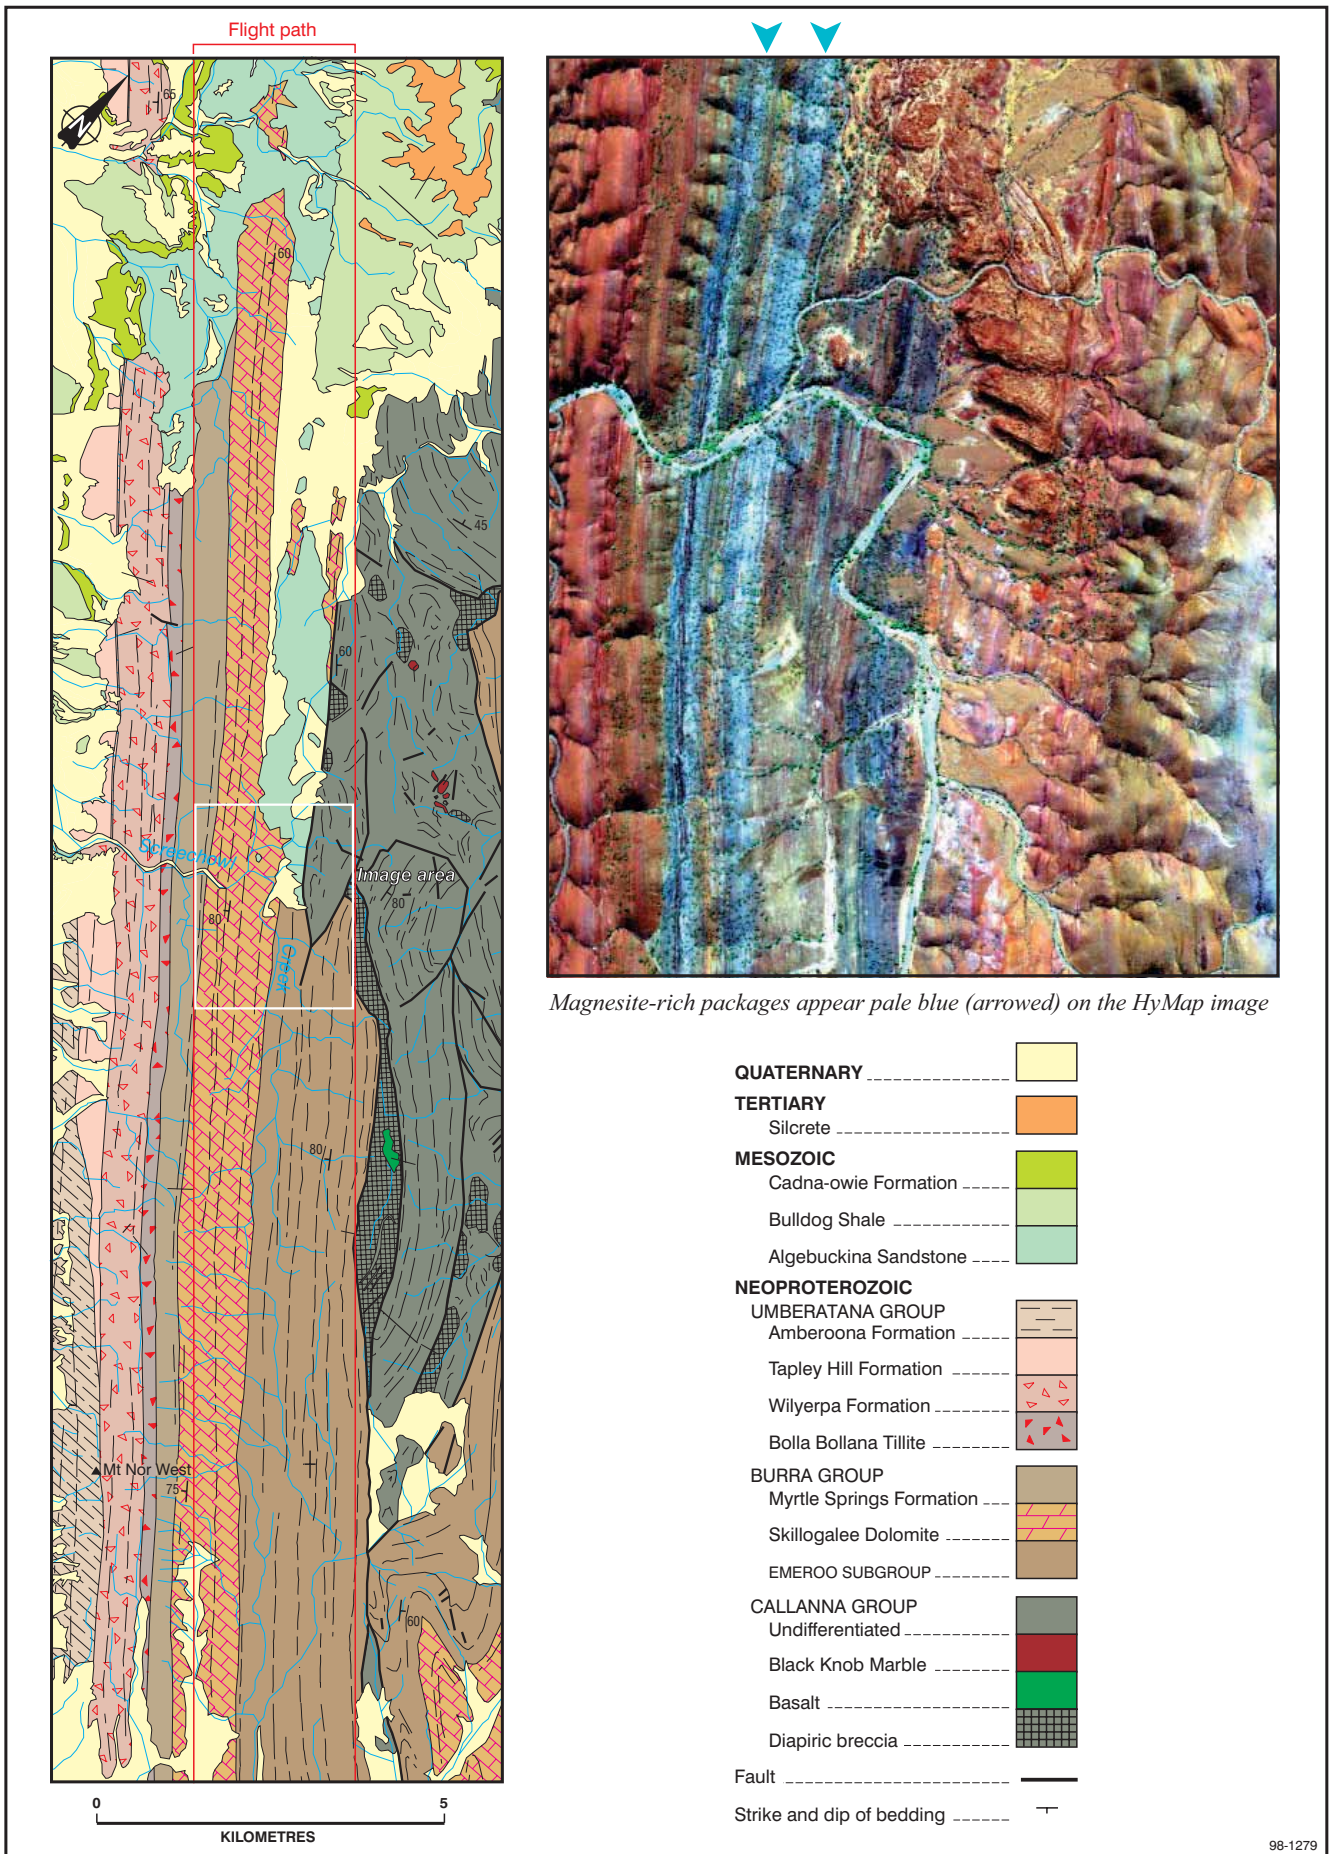 Flight path
N
65
60
45
60
Screechowl
Image area
80
80
Creek
80
Mt Nor West
75
60
0 5
KILOMETRES
Magnesite-rich packages appear pale blue (arrowed) on the HyMap image
QUATERNARY
TERTIARY
Silcrete
MESOZOIC
Cadna-owie Formation
Bulldog Shale
Algebuckina Sandstone
NEOPROTEROZOIC
UMBERATANA GROUP
Amberoona Formation
Tapley Hill Formation
Wilyerpa Formation
Bolla Bollana Tillite
BURRA GROUP
Myrtle Springs Formation
Skillogalee Dolomite
EMEROO SUBGROUP
CALLANNA GROUP
Undifferentiated
Black Knob Marble
Basalt
Diapiric breccia
Fault
Strike and dip of bedding
98-1279